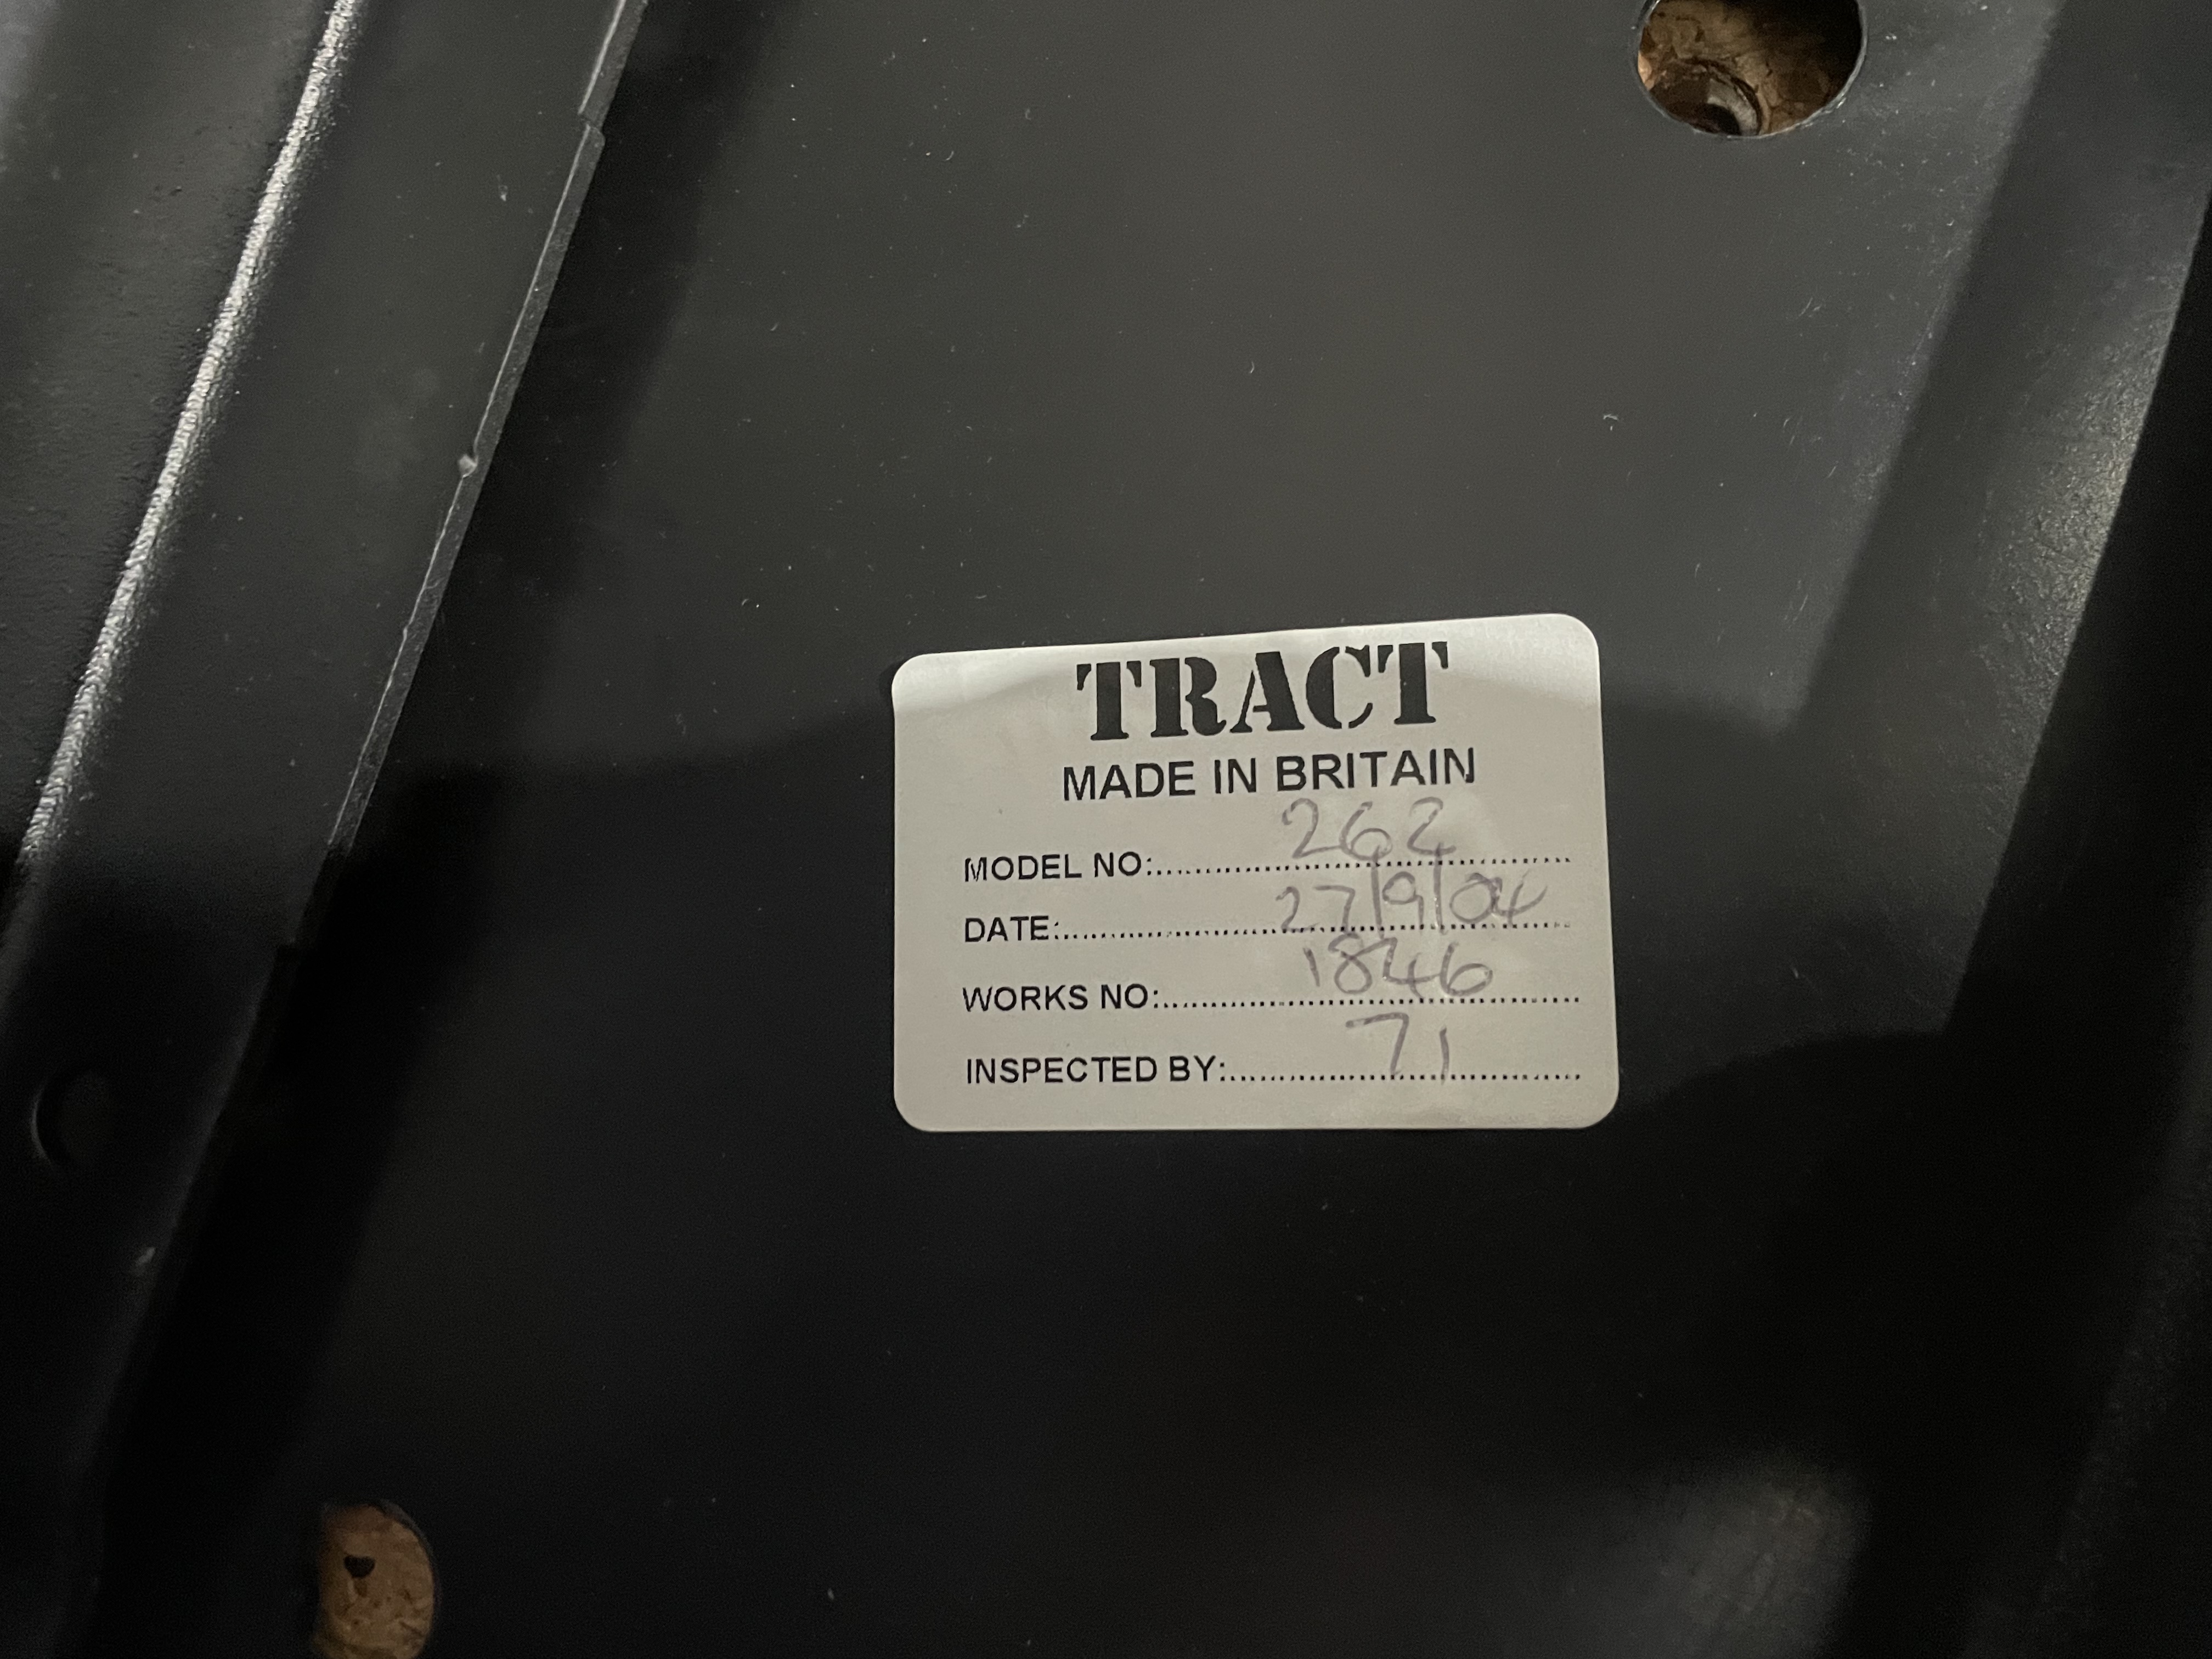 TRACT
MADE IN BRITAIN
MODEL NO:.................. 262
DATE:.................. 27/9/04
WORKS NO:.................. 1846
INSPECTED BY:.................. 71